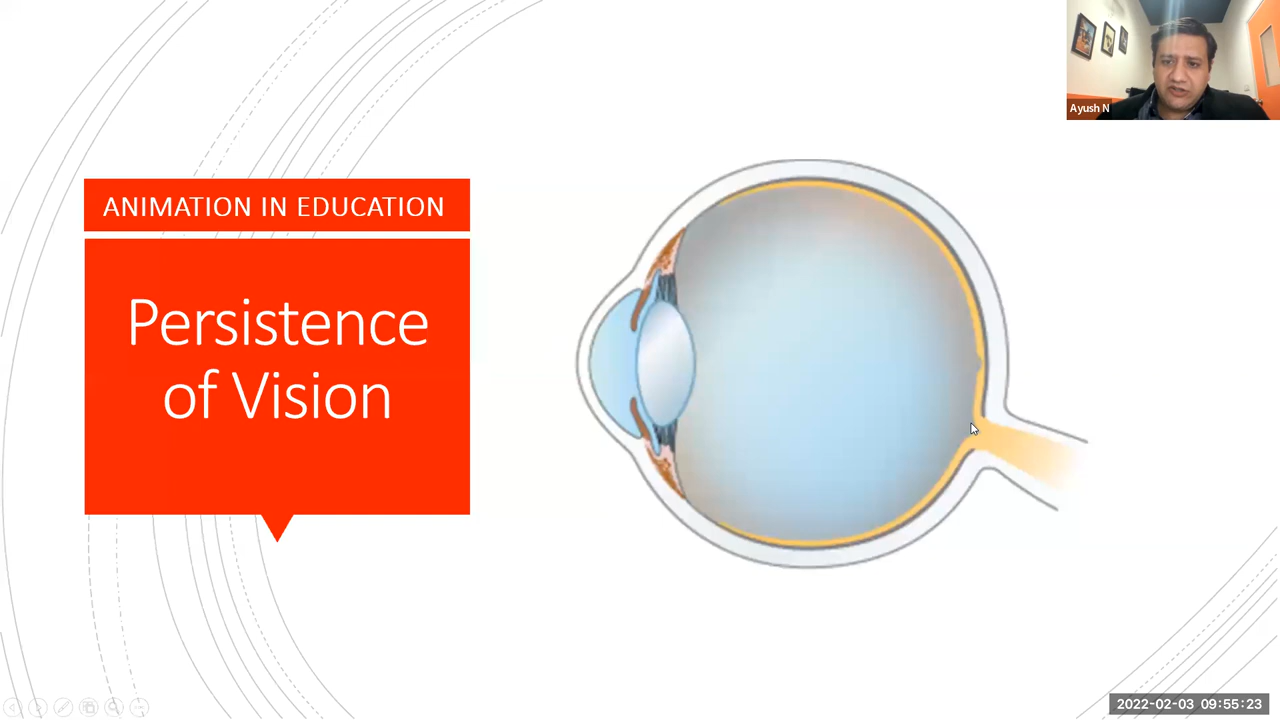 Ayush N
ANIMATION IN EDUCATION
Persistence
of Vision
2022-02-03 09:55:23